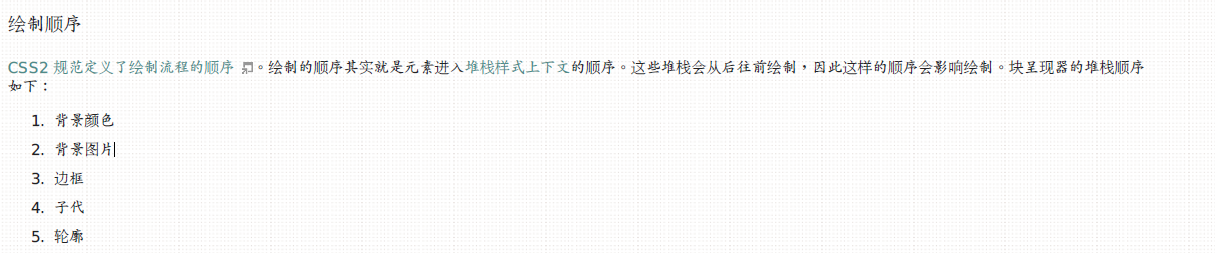 绘制顺序
CSS2 规范定义了绘制流程的顺序 。绘制的顺序其实就是元素进入堆栈样式上下文的顺序。这些堆栈会从后往前绘制，因此这样的顺序会影响绘制。块呈现器的堆栈顺序
如下：
1. 背景颜色
2. 背景图片
3. 边框
4. 子代
5. 轮廓